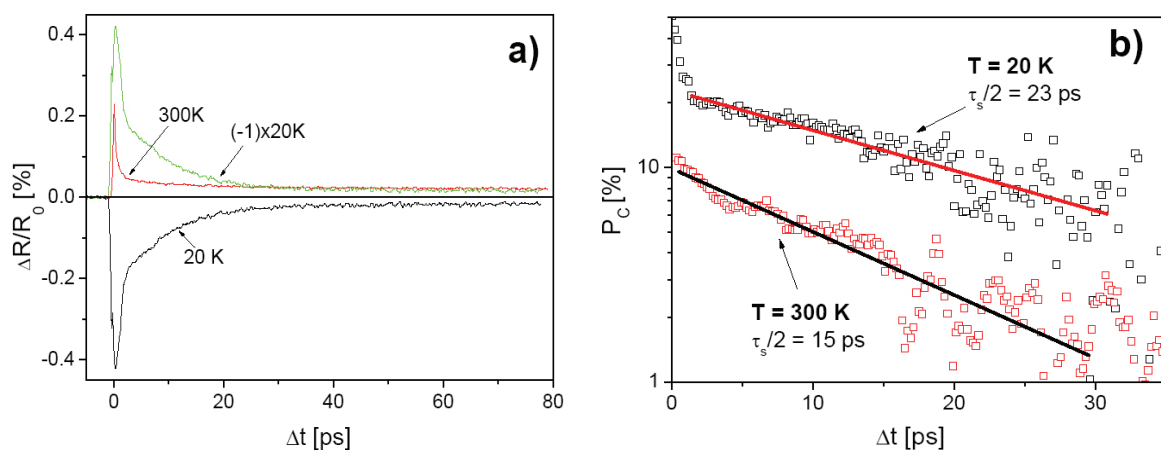 a)
0.4
0.2
0.0
-0.2
-0.4
ΔR/R0 [%]
300K
(-1)x20K
20 K
0 20 40 60 80
Δt [ps]
b)
10
1
PC [%]
T = 20 K
τs/2 = 23 ps
T = 300 K
τs/2 = 15 ps
0 10 20 30
Δt [ps]